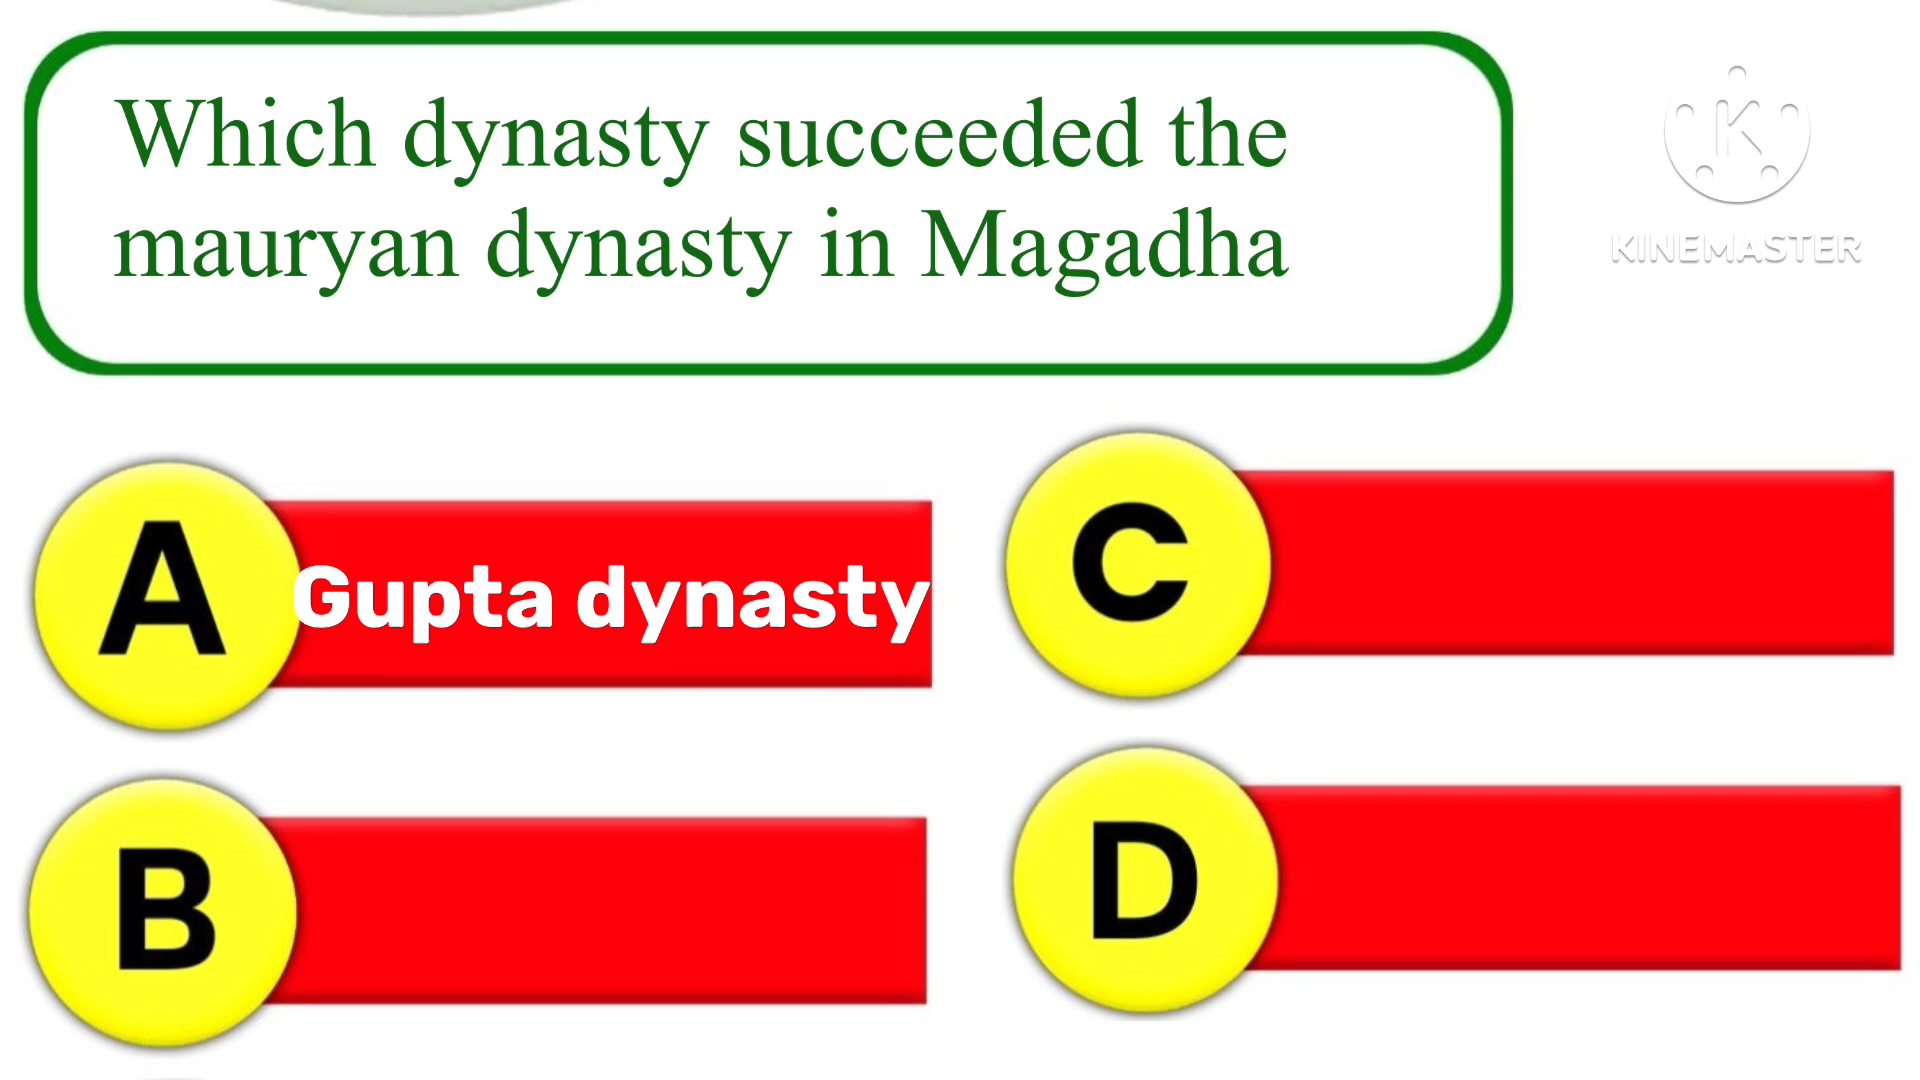 Which dynasty succeeded the
mauryan dynasty in Magadha
K
KINEMASTER
A
Gupta dynasty
B
C
D